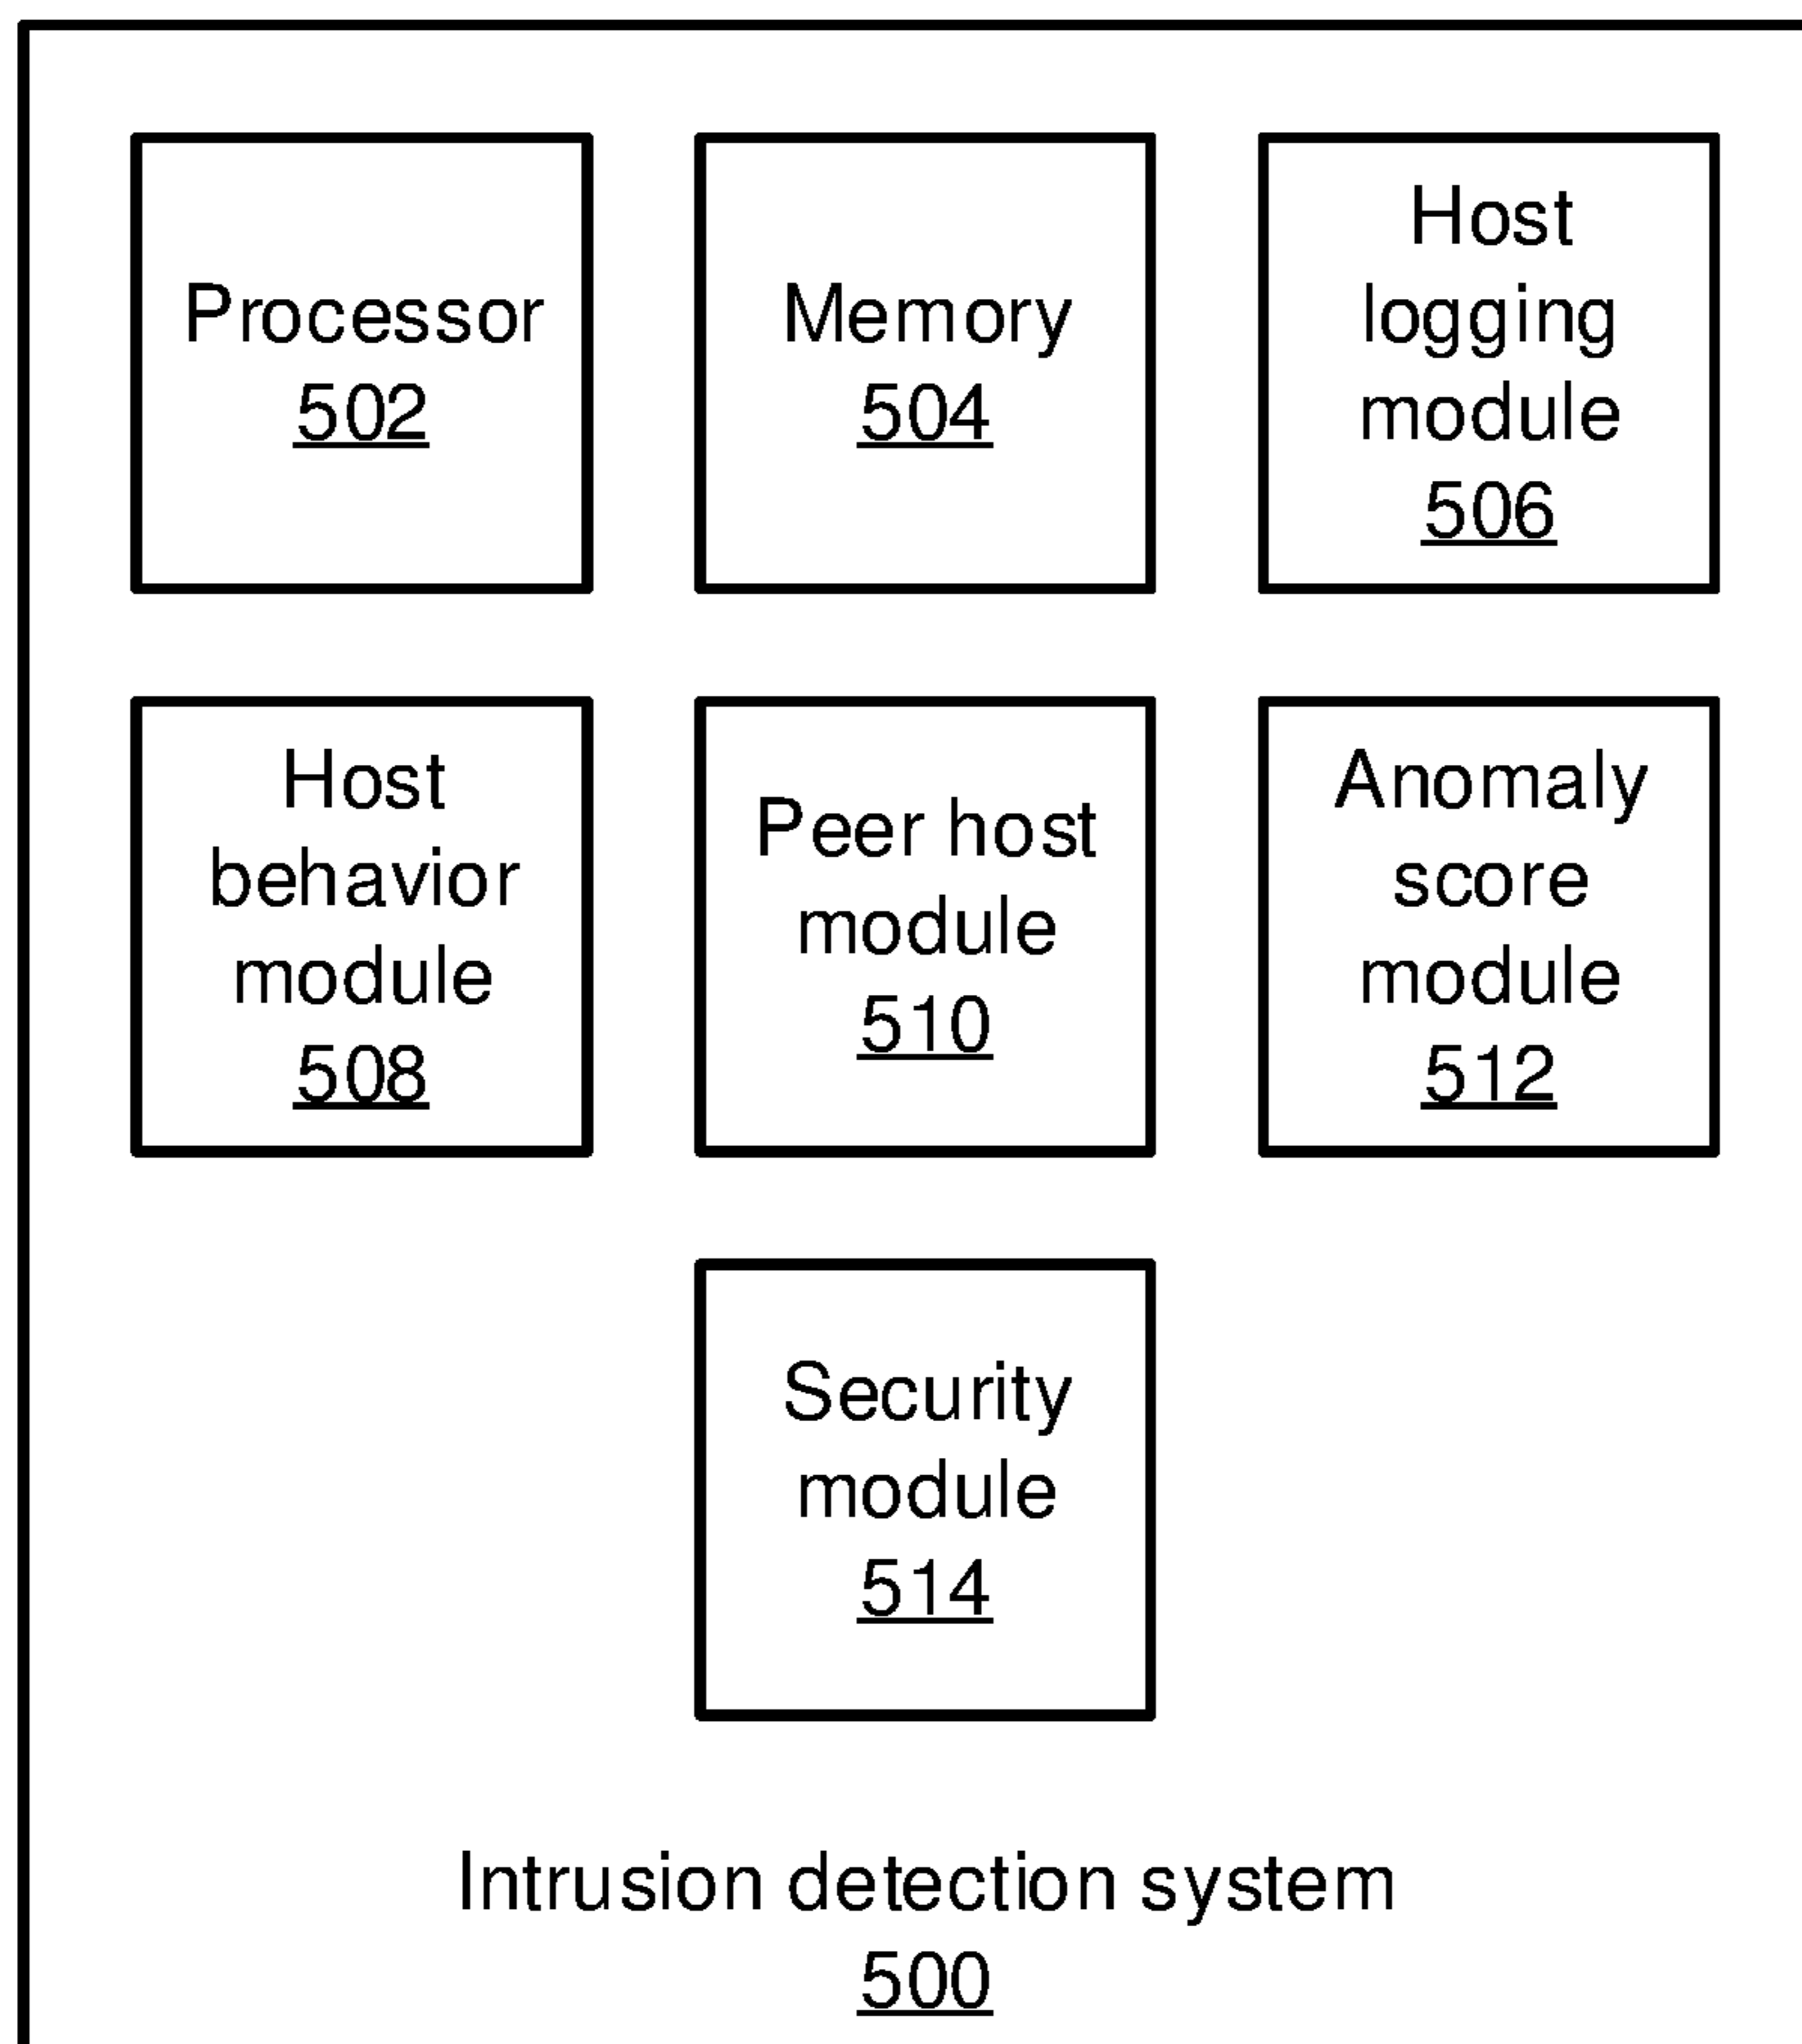 Processor
502
Memory
504
Host
logging
module
506
Host
behavior
module
508
Peer host
module
510
Anomaly
score
module
512
Security
module
514
Intrusion detection system
500